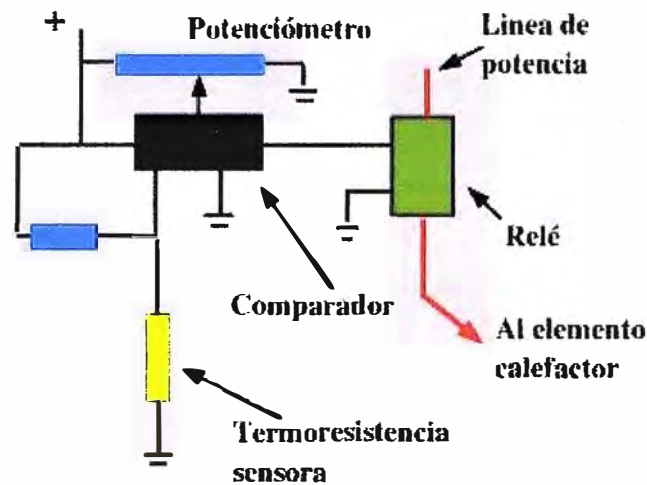 +
Potenciómetro
Linea de
potencia
Relé
Comparador
Al elemento
calefactor
Termoresistencia
sensora